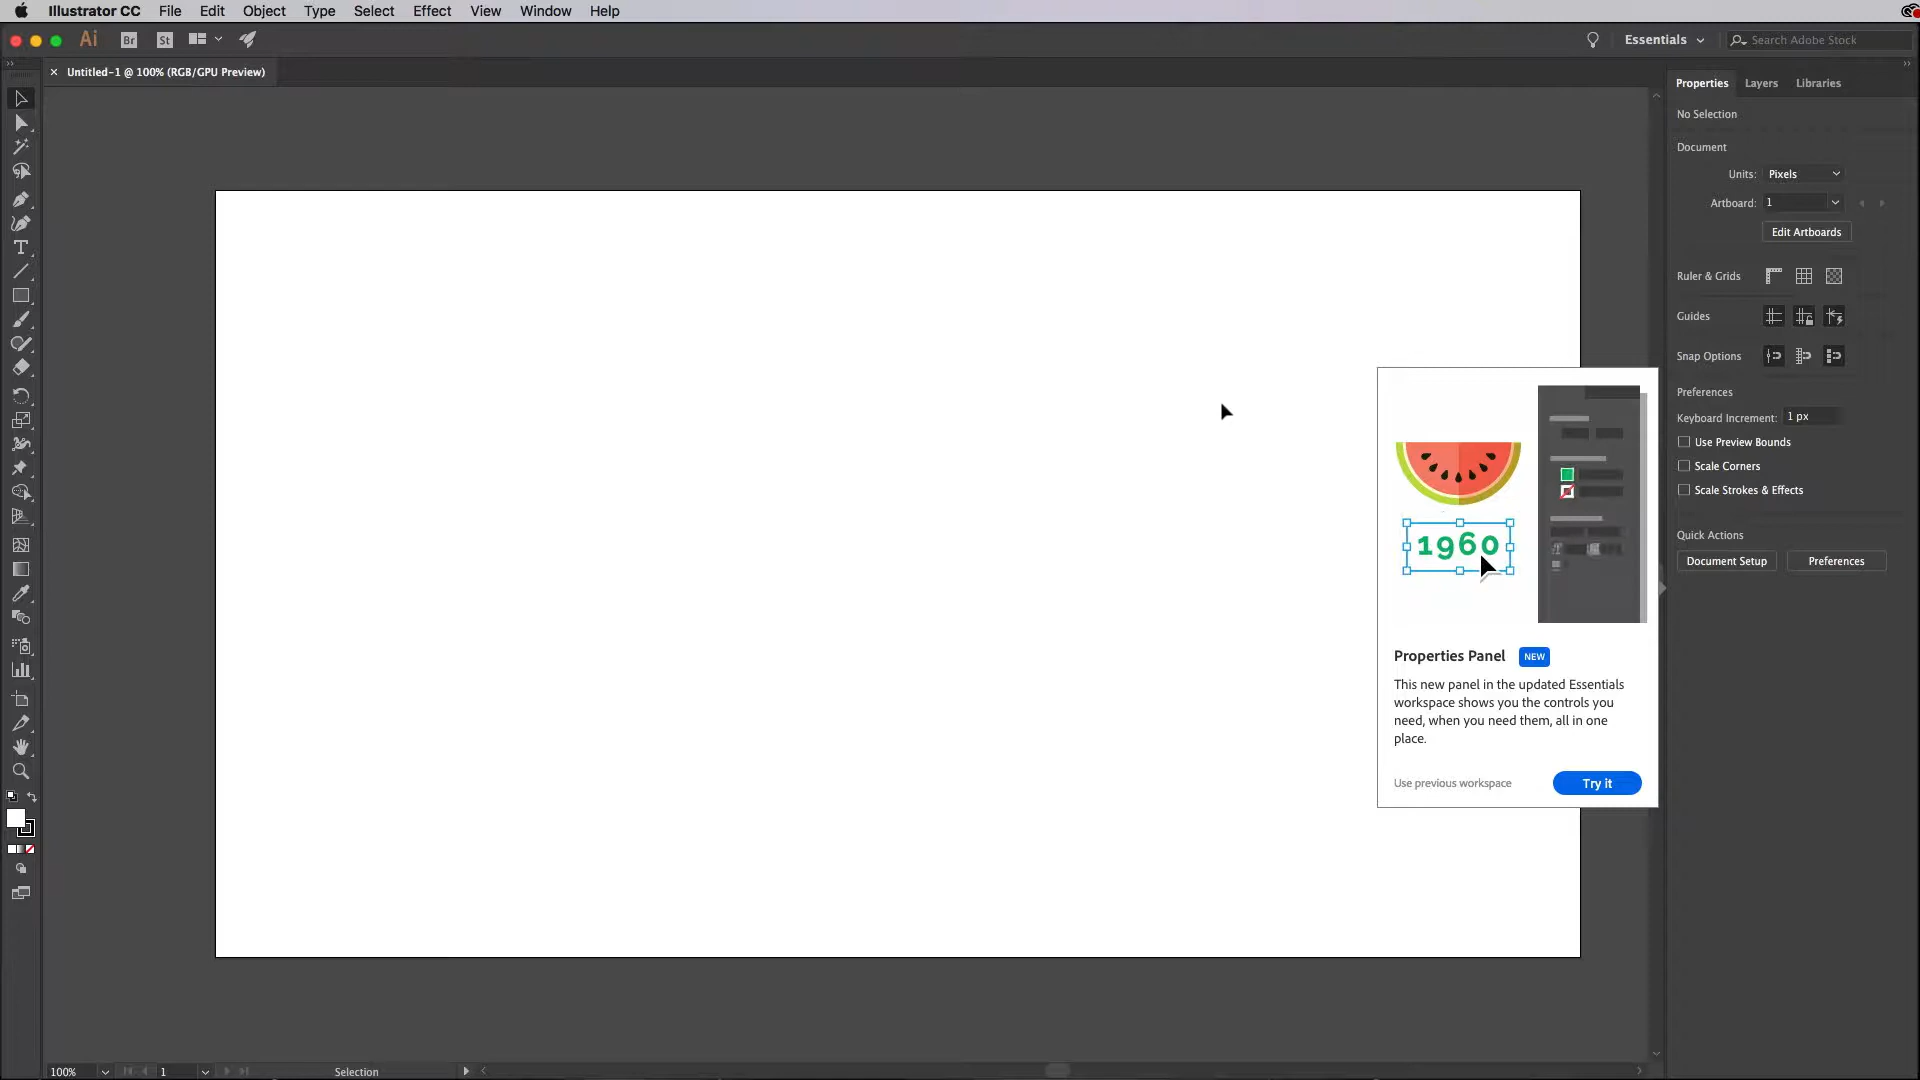 Illustrator CC File Edit Object Type Select Effect View Window Help
Ai Br St Essentials Search Adobe Stock
Untitled-1 @ 100% (RGB/GPU Preview)
Properties Layers Libraries
No Selection
Document
Units: Pixels
Artboard: 1
Edit Artboards
Ruler & Grids
Guides
Snap Options
Preferences
Keyboard Increment: 1 px
Use Preview Bounds
Scale Corners
Scale Strokes & Effects
Quick Actions
Document Setup Preferences
1960
Properties Panel NEW
This new panel in the updated Essentials
workspace shows you the controls you
need, when you need them, all in one
place.
Use previous workspace Try it
100% 1 Selection